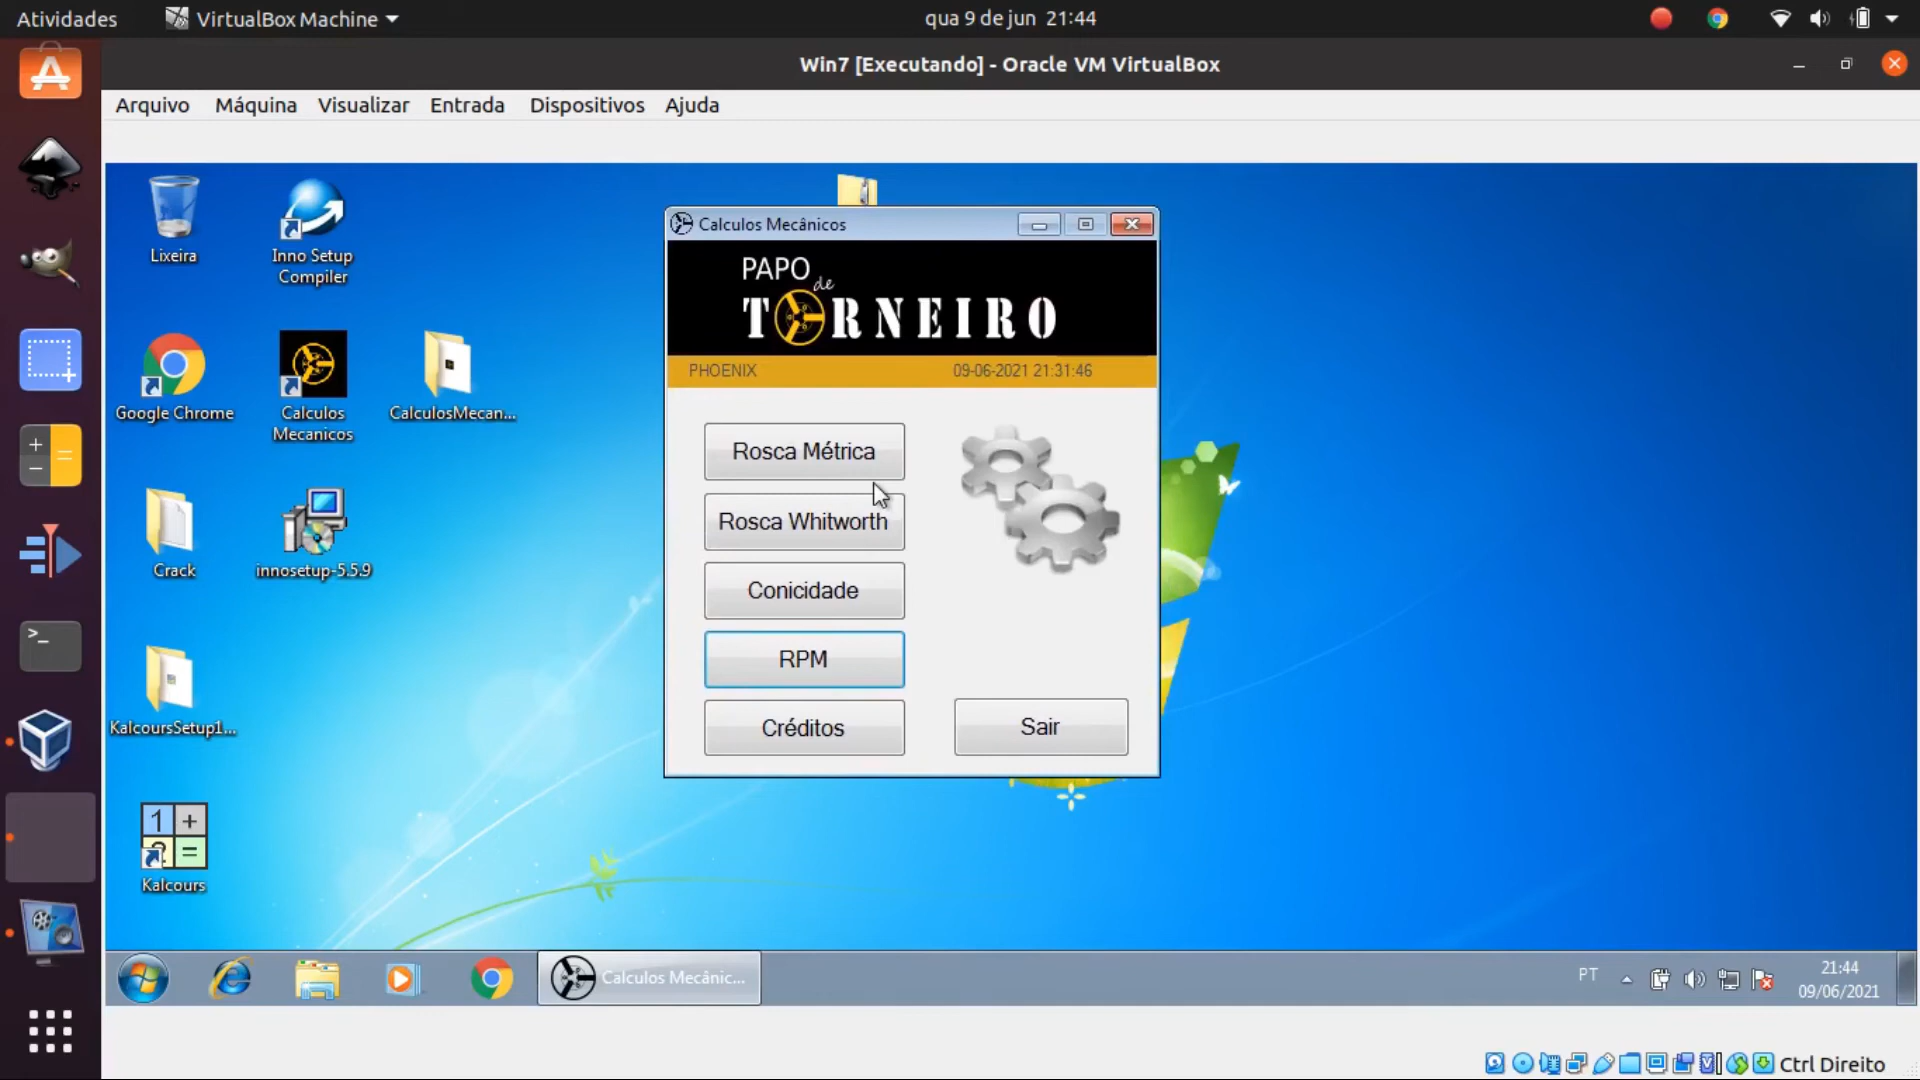 Atividades
VirtualBox Machine
qua 9 de jun 21:44
Win7 [Executando] - Oracle VM VirtualBox
Arquivo Máquina Visualizar Entrada Dispositivos Ajuda
Lixeira
Inno Setup
Compiler
Google Chrome
Calculos
Mecanicos
CalculosMecan...
Crack
innosetup-5.5.9
KalcoursSetup1...
Kalcours
Calculos Mecânicos
PAPO
de
TORNEIRO
PHOENIX 09-06-2021 21:31:46
Rosca Métrica
Rosca Whitworth
Conicidade
RPM
Créditos
Sair
Calculos Mecânic...
PT
21:44
09/06/2021
Ctrl Direito